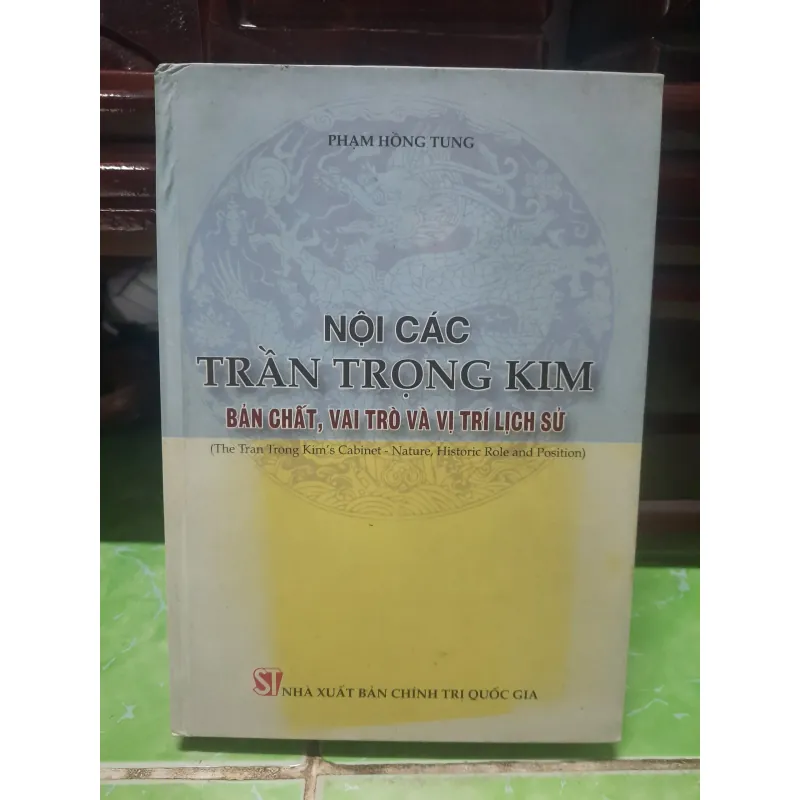 PHẠM HỒNG TUNG
NỘI CÁC
TRẦN TRỌNG KIM
BẢN CHẤT, VAI TRÒ VÀ VỊ TRÍ LỊCH SỬ
(The Tran Trong Kim's Cabinet - Nature, Historic Role and Position)
ST NHÀ XUẤT BẢN CHÍNH TRỊ QUỐC GIA